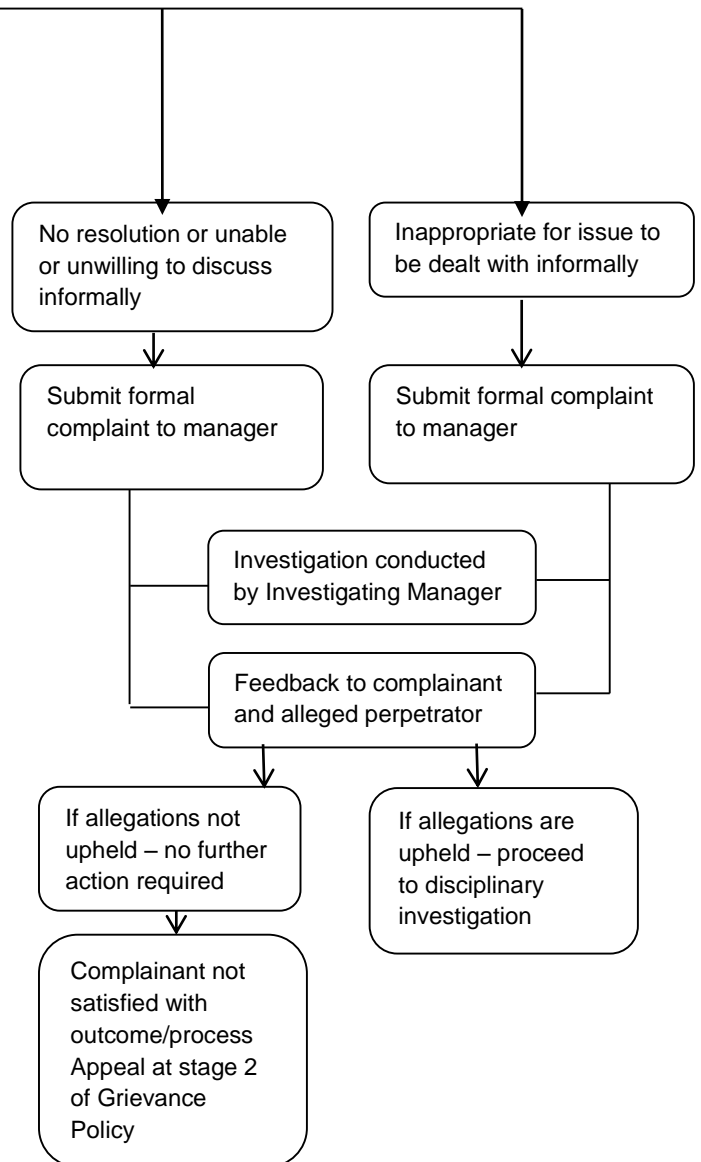 No resolution or unable
or unwilling to discuss
informally
Inappropriate for issue to
be dealt with informally
Submit formal
complaint to manager
Submit formal complaint
to manager
Investigation conducted
by Investigating Manager
Feedback to complainant
and alleged perpetrator
If allegations not
upheld – no further
action required
If allegations are
upheld – proceed
to disciplinary
investigation
Complainant not
satisfied with
outcome/process
Appeal at stage 2
of Grievance
Policy